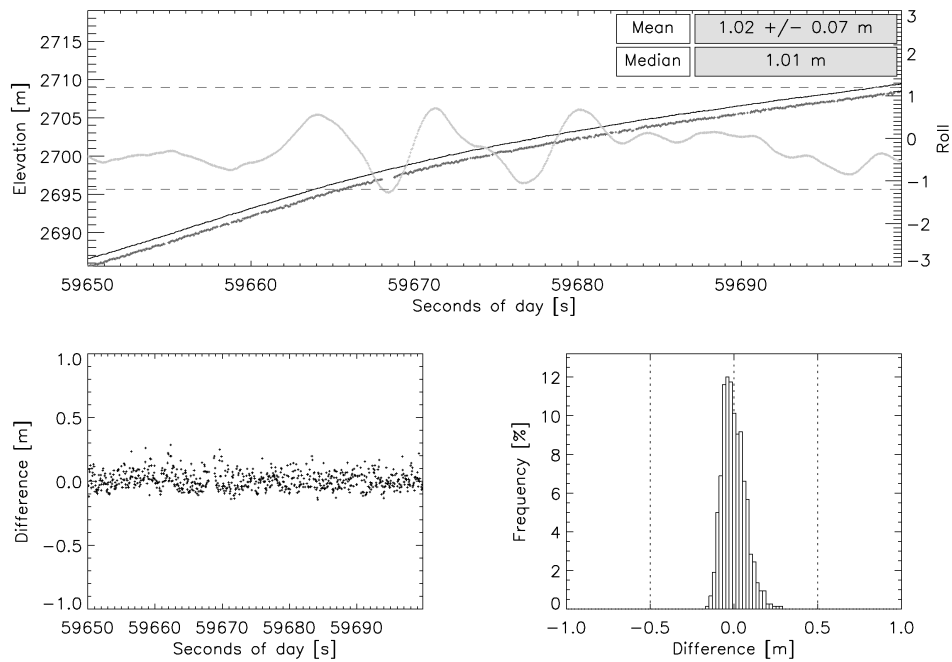 Mean 1.02 +/− 0.07 m
Median 1.01 m
2715
2710
2705
2700
2695
2690
Elevation [m]
3
2
1
0
−1
−2
−3
Roll
59650 59660 59670 59680 59690
Seconds of day [s]
1.0
0.5
0.0
−0.5
−1.0
Difference [m]
59650 59660 59670 59680 59690
Seconds of day [s]
12
10
8
6
4
2
0
Frequency [%]
−1.0 −0.5 0.0 0.5 1.0
Difference [m]